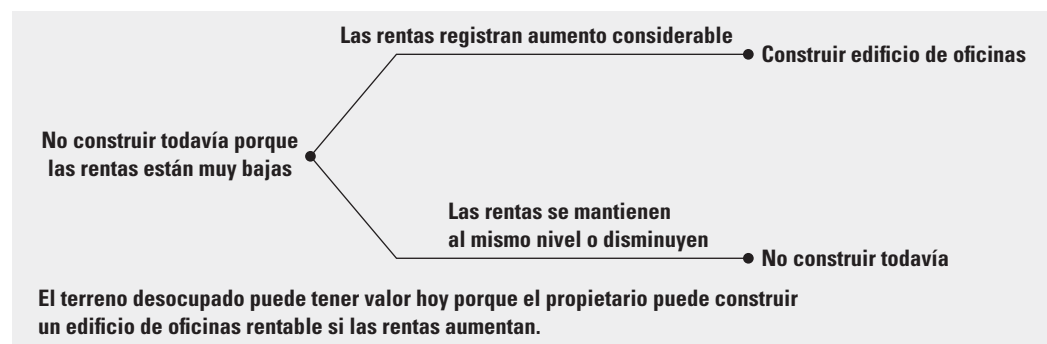 Las rentas registran aumento considerable
Construir edificio de oficinas
No construir todavía porque
las rentas están muy bajas
Las rentas se mantienen
al mismo nivel o disminuyen
No construir todavía
El terreno desocupado puede tener valor hoy porque el propietario puede construir
un edificio de oficinas rentable si las rentas aumentan.